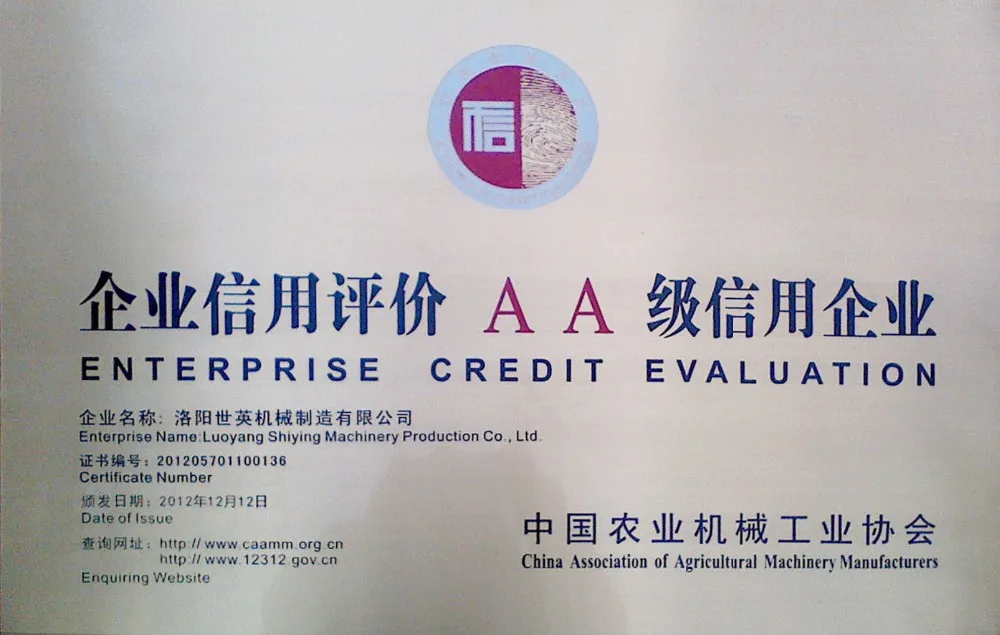 信
企业信用评价 AA 级信用企业
ENTERPRISE CREDIT EVALUATION
企业名称: 洛阳世英机械制造有限公司
Enterprise Name:Luoyang Shiying Machinery Production Co., Ltd.
证书编号: 201205701100136
Certificate Number
颁发日期: 2012年12月12日
Date of Issue
查询网址: http://www.caamm.org.cn
http://www.12312.gov.cn
Enquiring Website
中国农业机械工业协会
China Association of Agricultural Machinery Manufacturers